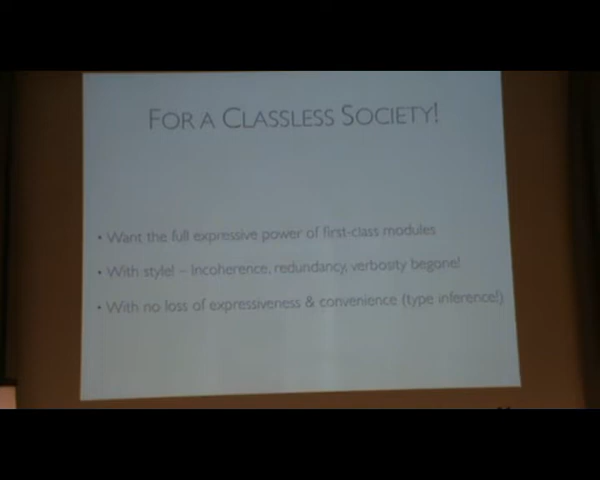 FOR A CLASSLESS SOCIETY!
• Want the full expressive power of first-class modules
• With style! – Incoherence, redundancy, verbosity begone!
• With no loss of expressiveness & convenience (type inference!)